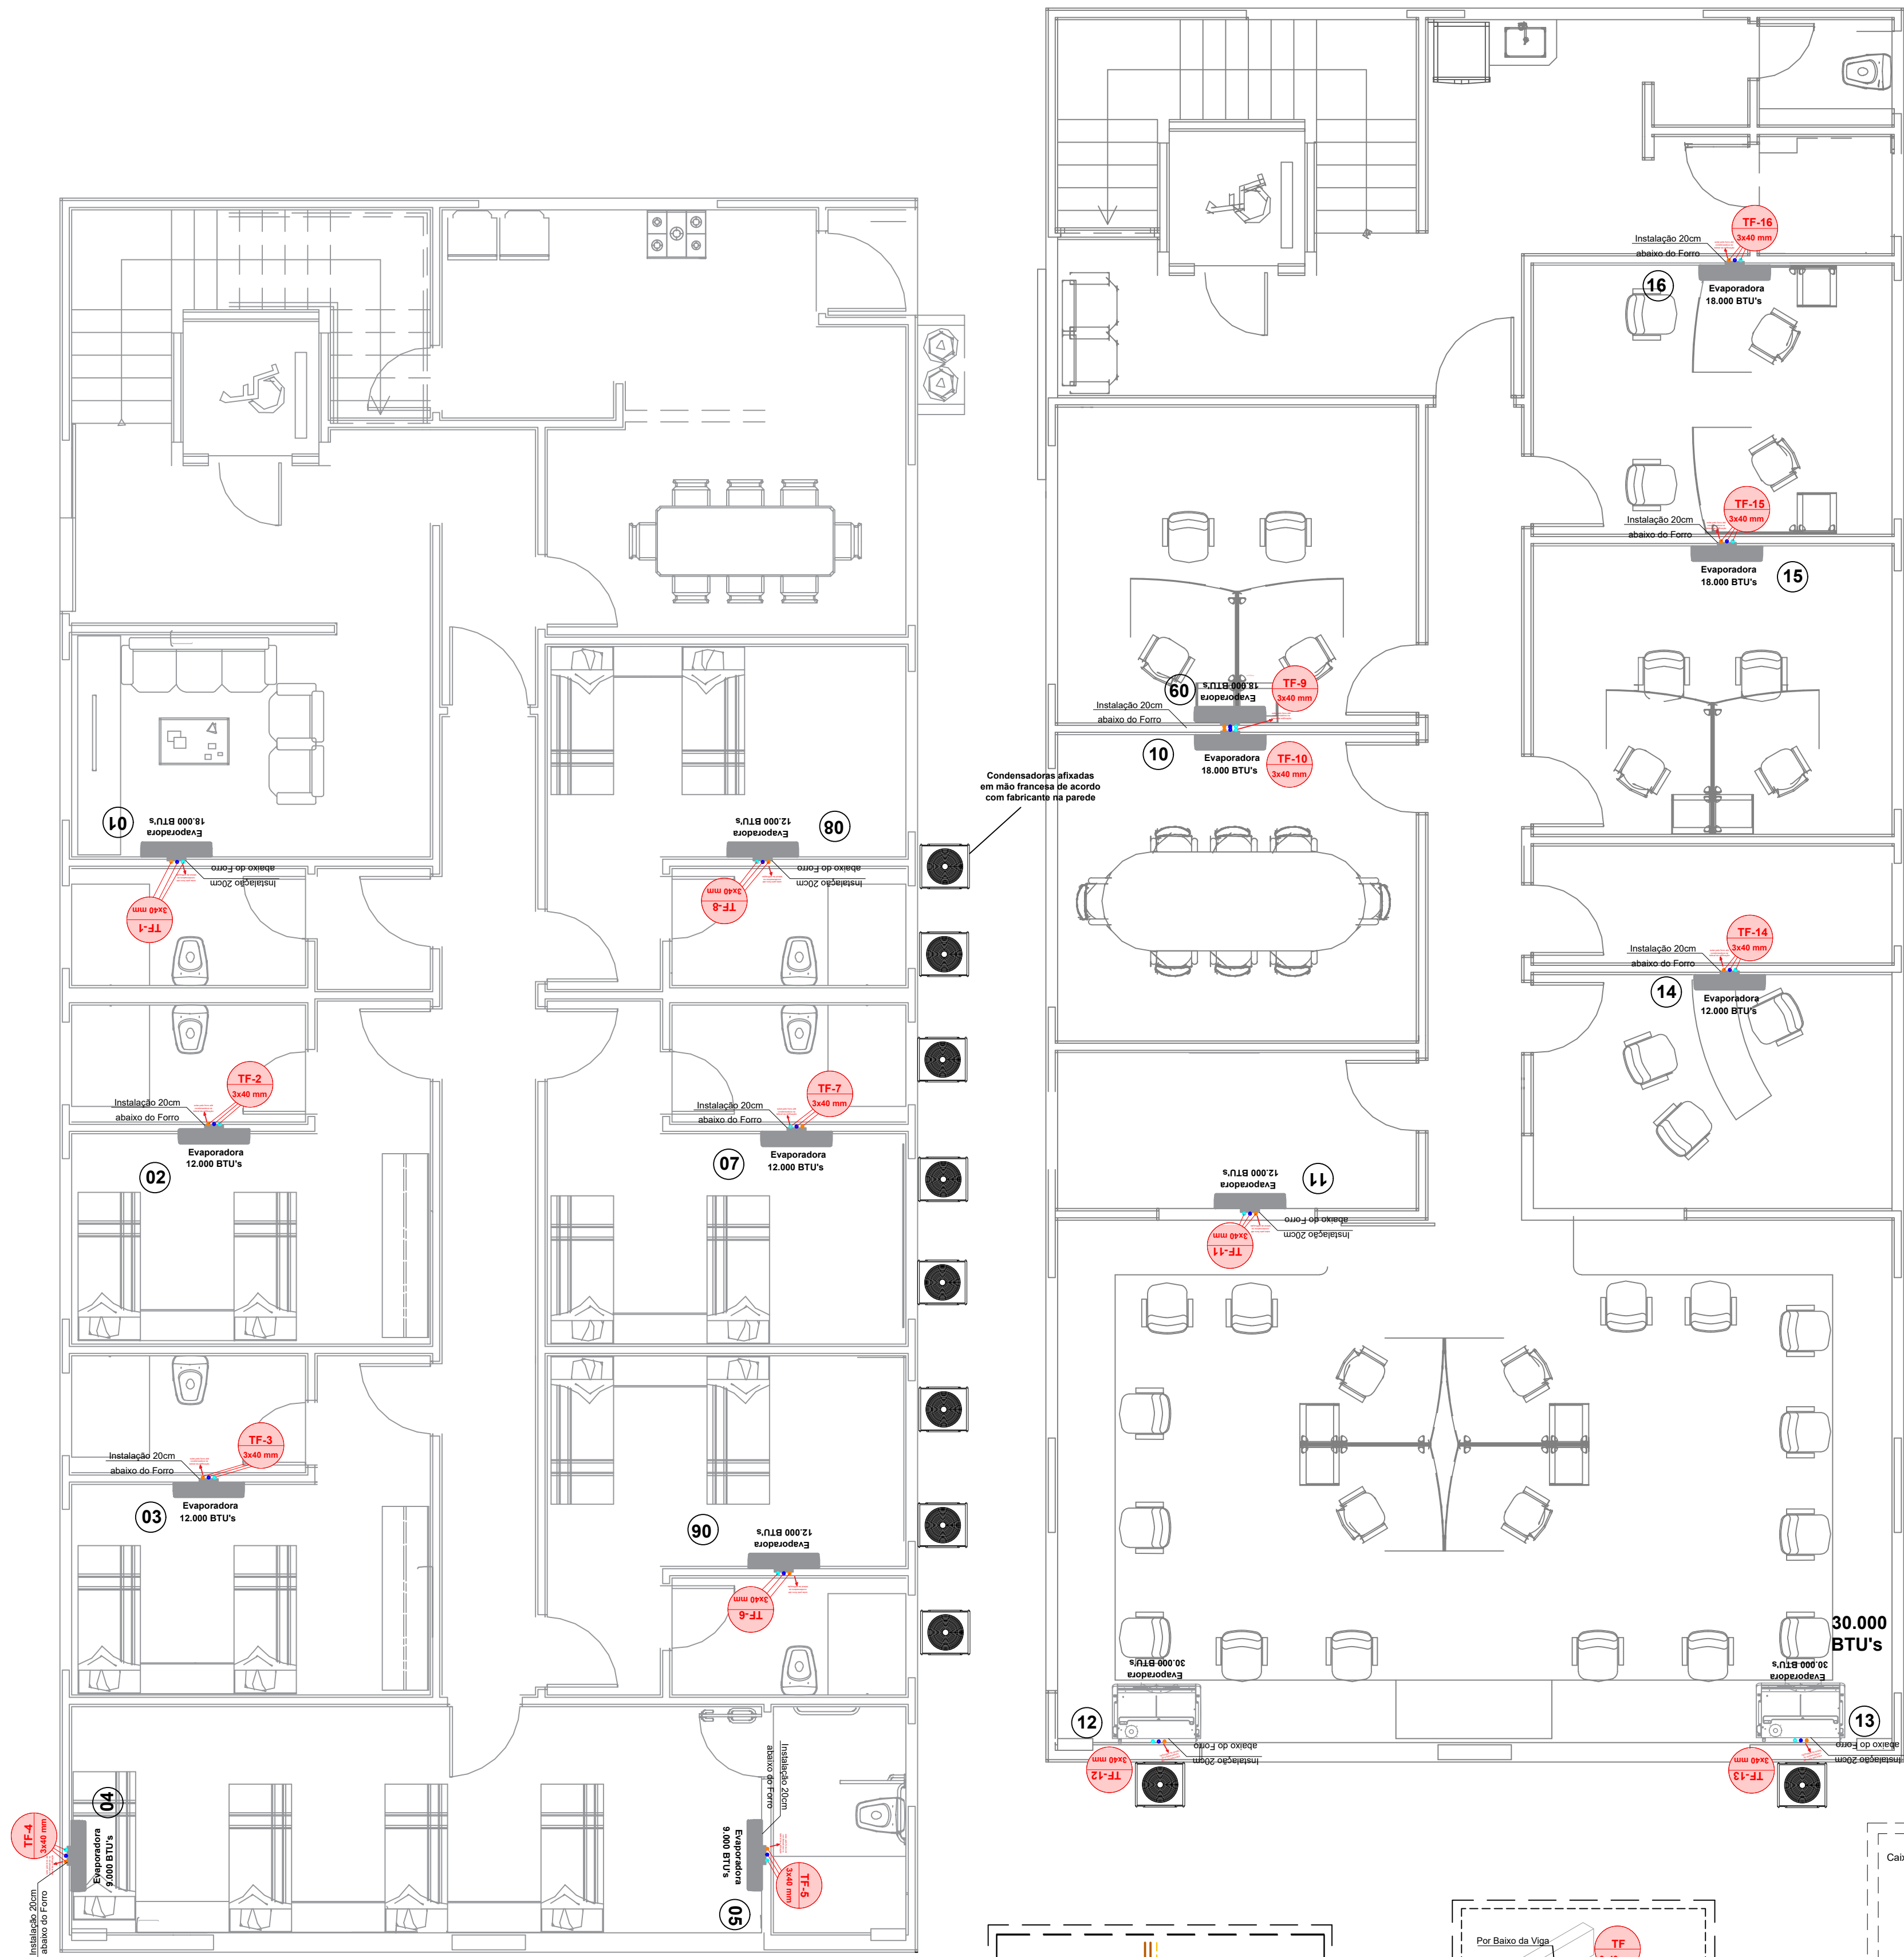 TF-16
3x40 mm
Instalação 20cm
abaixo do Forro
16
Evaporadora
18.000 BTU's
TF-15
3x40 mm
Instalação 20cm
abaixo do Forro
Evaporadora
18.000 BTU's
15
09
18.000 BTU's
Evaporadora
TF-9
3x40 mm
Instalação 20cm
abaixo do Forro
10
Evaporadora
18.000 BTU's
TF-10
3x40 mm
Condensadoras afixadas
em mão francesa de acordo
com fabricante na parede
01
Evaporadora
18.000 BTU's
Instalação 20cm
abaixo do Forro
TF-1
3x40 mm
08
Evaporadora
12.000 BTU's
Instalação 20cm
abaixo do Forro
TF-8
3x40 mm
TF-14
3x40 mm
Instalação 20cm
abaixo do Forro
14
Evaporadora
12.000 BTU's
TF-2
3x40 mm
Instalação 20cm
abaixo do Forro
Evaporadora
12.000 BTU's
02
TF-7
3x40 mm
Instalação 20cm
abaixo do Forro
Evaporadora
12.000 BTU's
07
11
Evaporadora
12.000 BTU's
Instalação 20cm
abaixo do Forro
TF-11
3x40 mm
TF-3
3x40 mm
Instalação 20cm
abaixo do Forro
Evaporadora
12.000 BTU's
03
06
Evaporadora
12.000 BTU's
TF-6
3x40 mm
30.000
BTU's
Evaporadora
30.000 BTU's
12
Instalação 20cm
abaixo do Forro
TF-12
3x40 mm
Evaporadora
30.000 BTU's
13
Instalação 20cm
abaixo do Forro
TF-13
3x40 mm
04
TF-4
3x40 mm
Evaporadora
9.000 BTU's
Instalação 20cm
abaixo do Forro
Instalação 20cm
abaixo do Forro
Evaporadora
9.000 BTU's
TF-5
3x40 mm
05
Caix
Por Baixo da Viga
TF